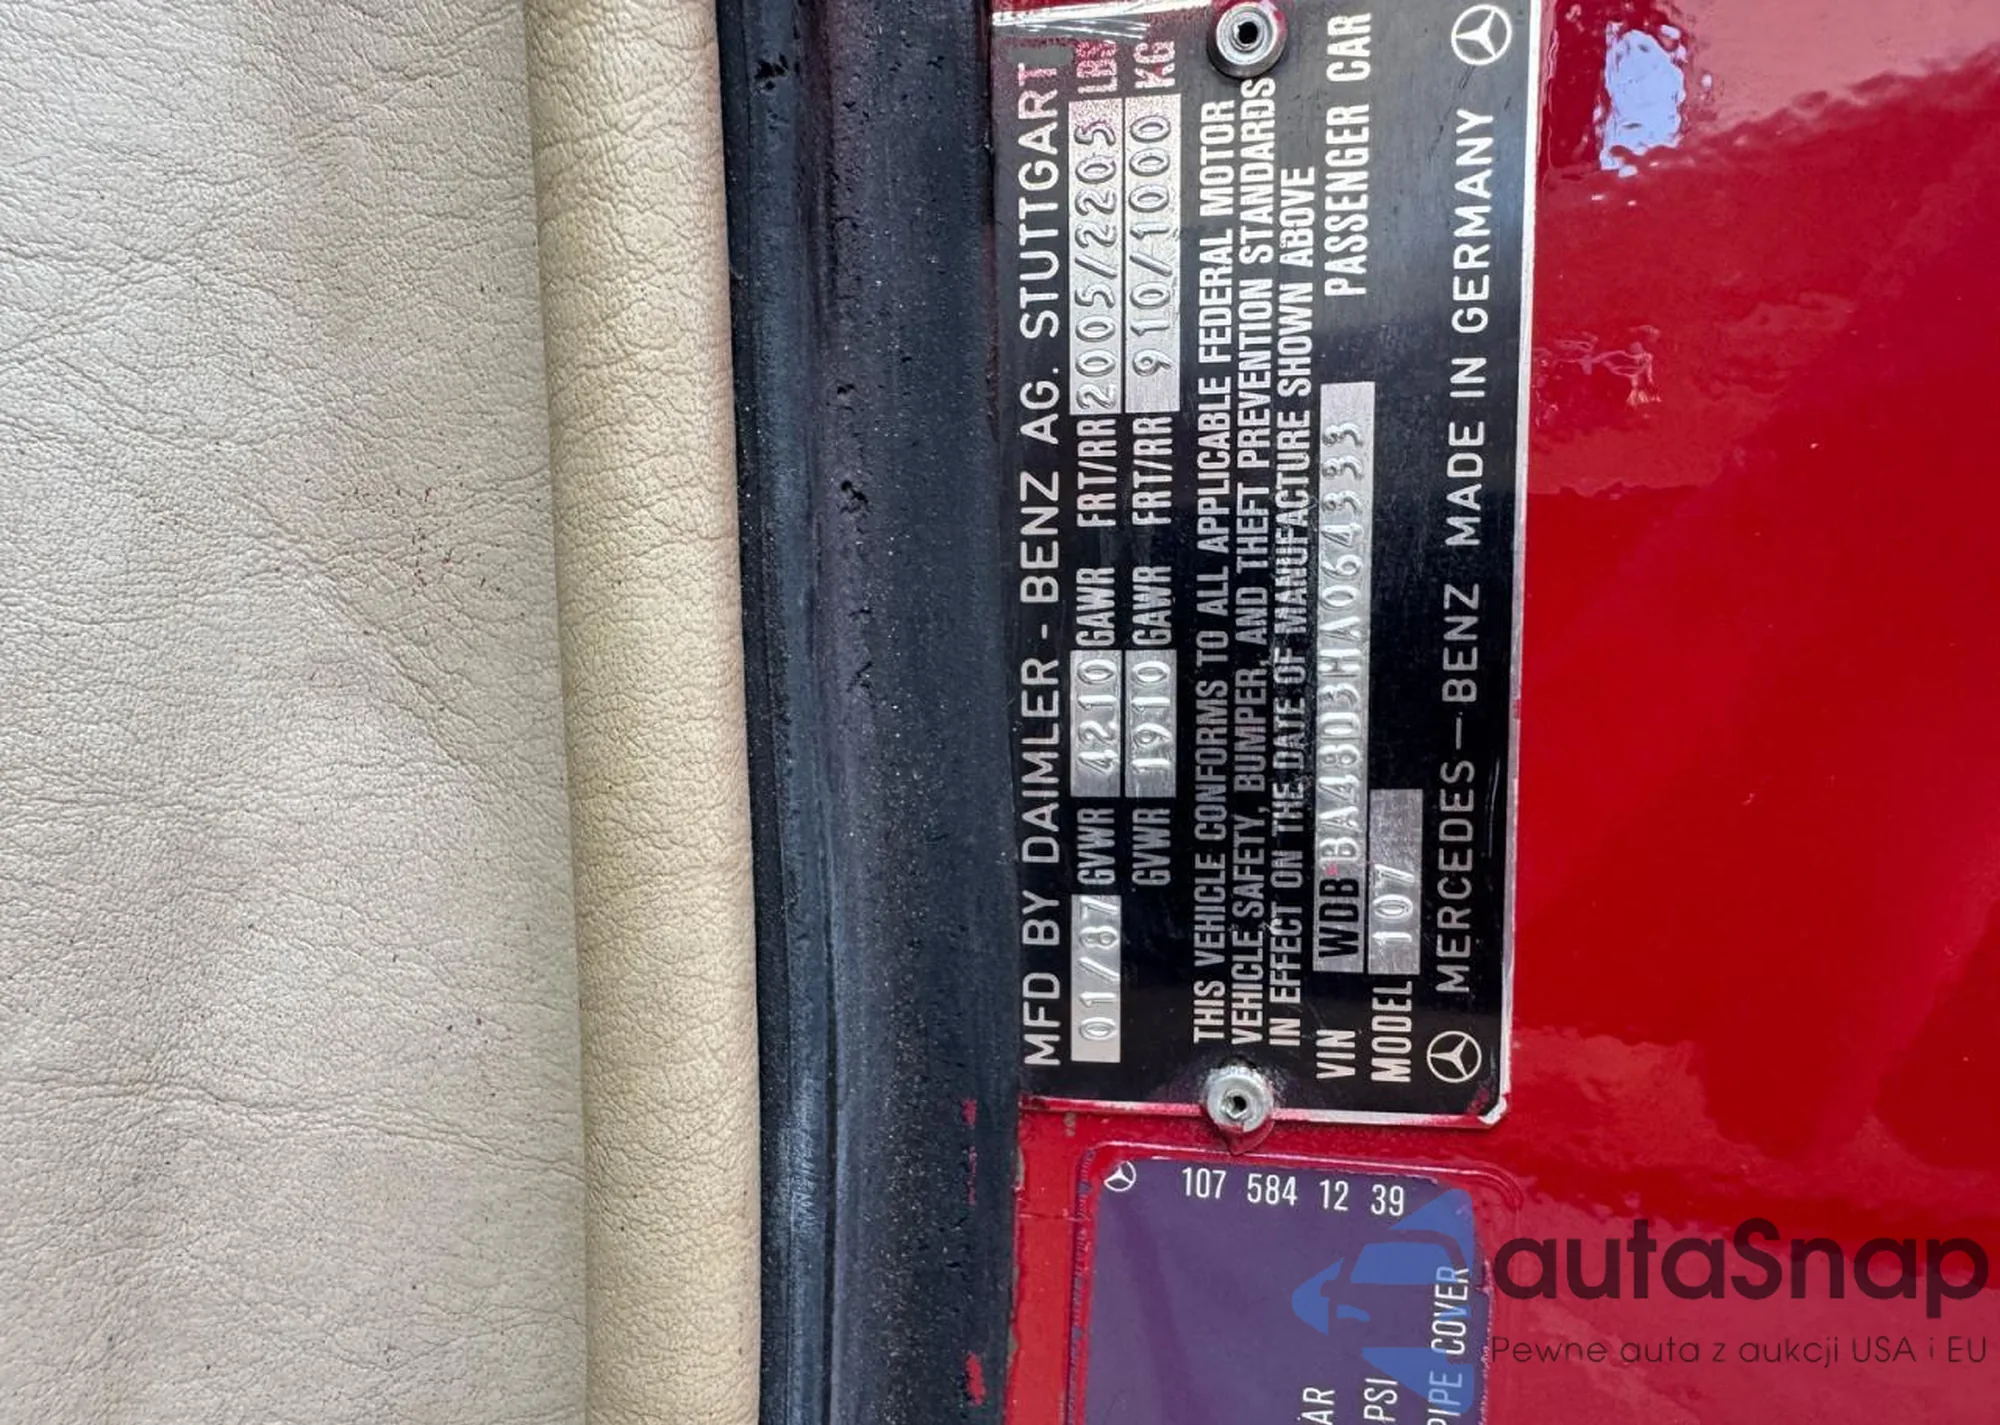 MFD BY DAIMLER - BENZ AG. STUTTGART
01/87 GVWR 4210 GAWR FRT/RR 2005/2205 LBS
GVWR 1910 GAWR FRT/RR 910/1000 KG
THIS VEHICLE CONFORMS TO ALL APPLICABLE FEDERAL MOTOR
VEHICLE SAFETY, BUMPER, AND THEFT PREVENTION STANDARDS
IN EFFECT ON THE DATE OF MANUFACTURE SHOWN ABOVE
VIN WDB BA48D3HA064333 PASSENGER CAR
MODEL 107
MERCEDES—BENZ MADE IN GERMANY
107 584 12 39
PSI
PIPE COVER
autaSnap
Pewne auta z aukcji USA i EU